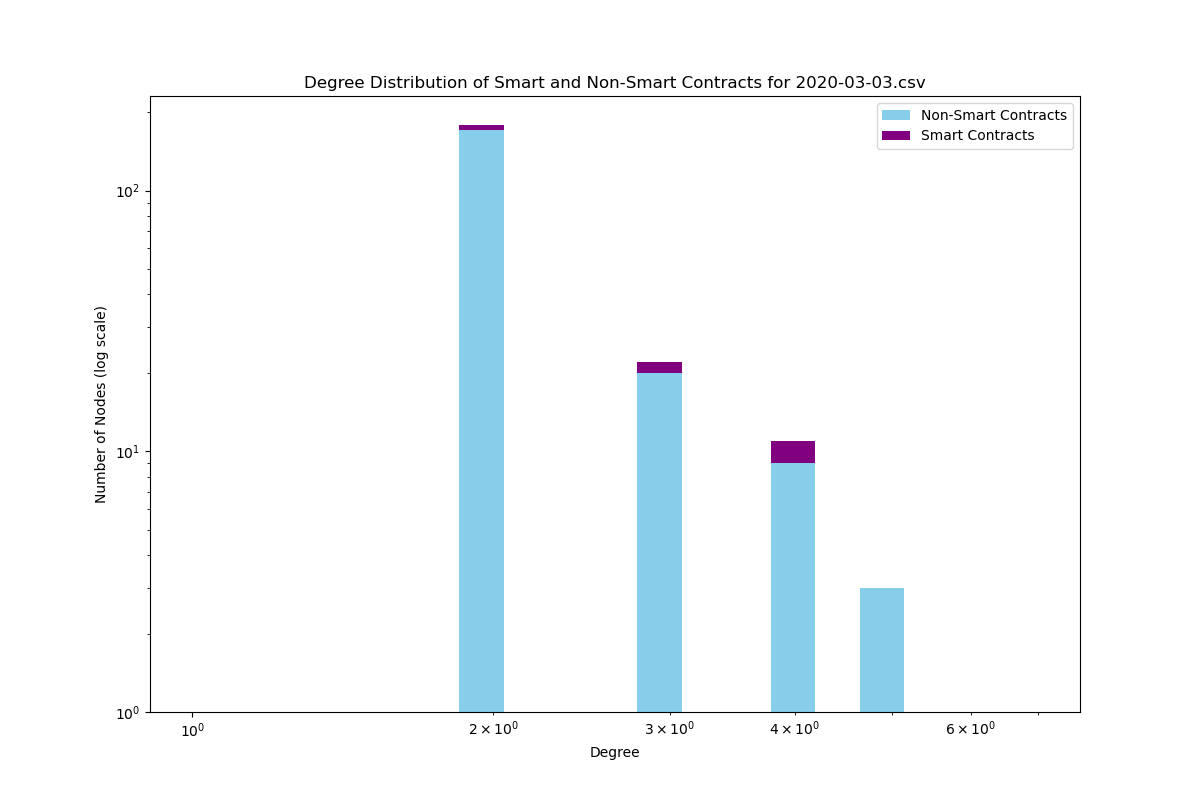 Degree Distribution of Smart and Non-Smart Contracts for 2020-03-03.csv
Non-Smart Contracts
Smart Contracts
Number of Nodes (log scale)
10²
10¹
10⁰
10⁰
2 × 10⁰
3 × 10⁰
4 × 10⁰
6 × 10⁰
Degree